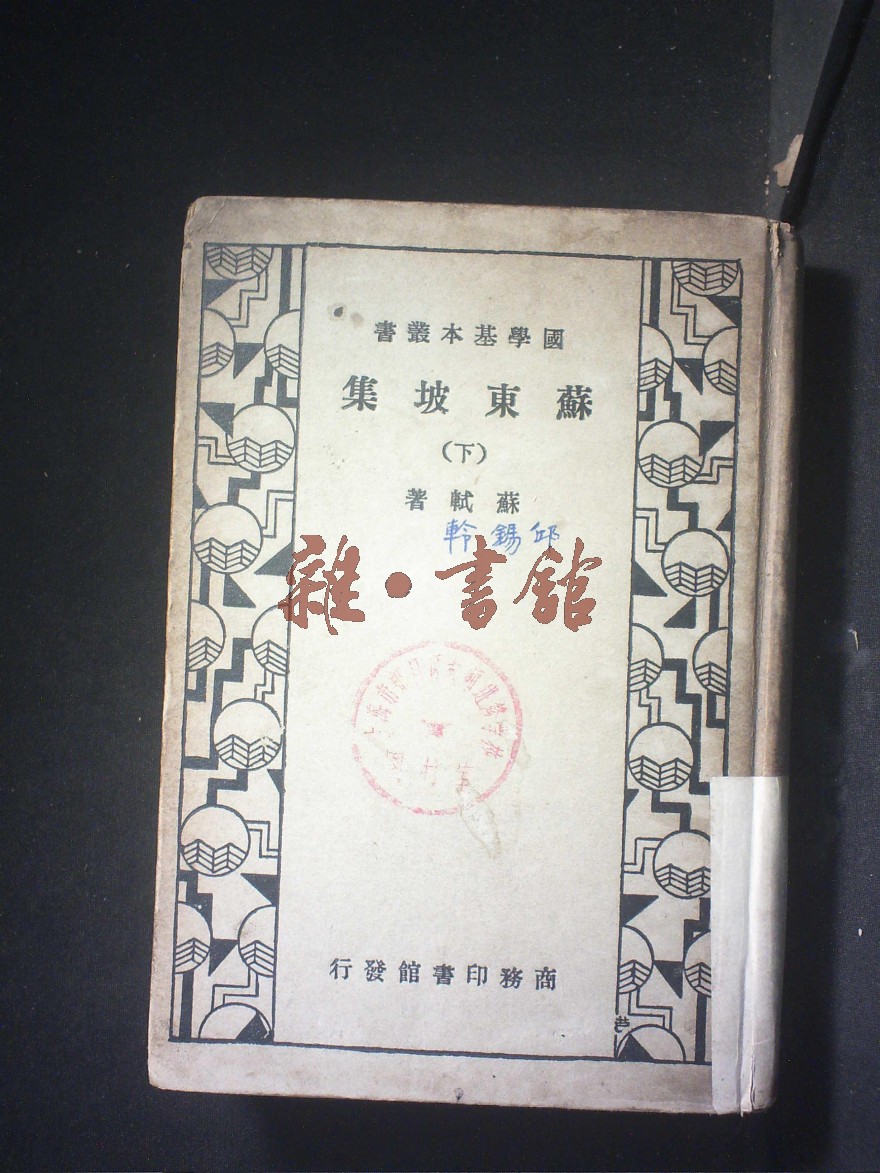 國學基本叢書
蘇東坡集
(下)
蘇軾著
邱錫軨
雜·書館
商務印書館發行